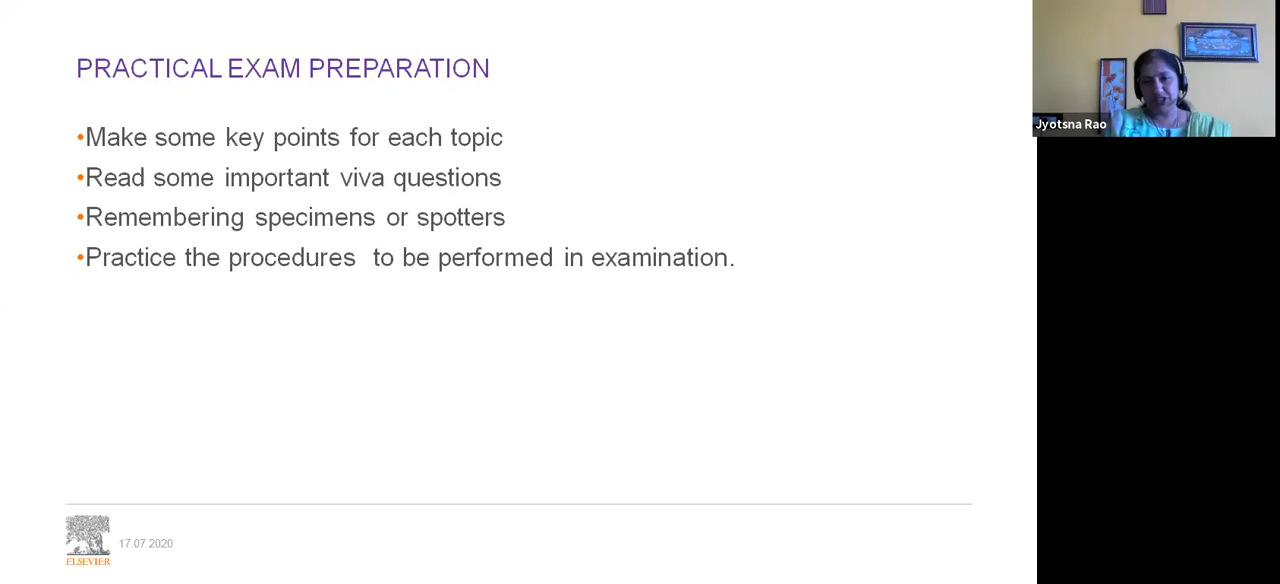 PRACTICAL EXAM PREPARATION
•Make some key points for each topic
•Read some important viva questions
•Remembering specimens or spotters
•Practice the procedures to be performed in examination.
ELSEVIER
17.07.2020
Jyotsna Rao